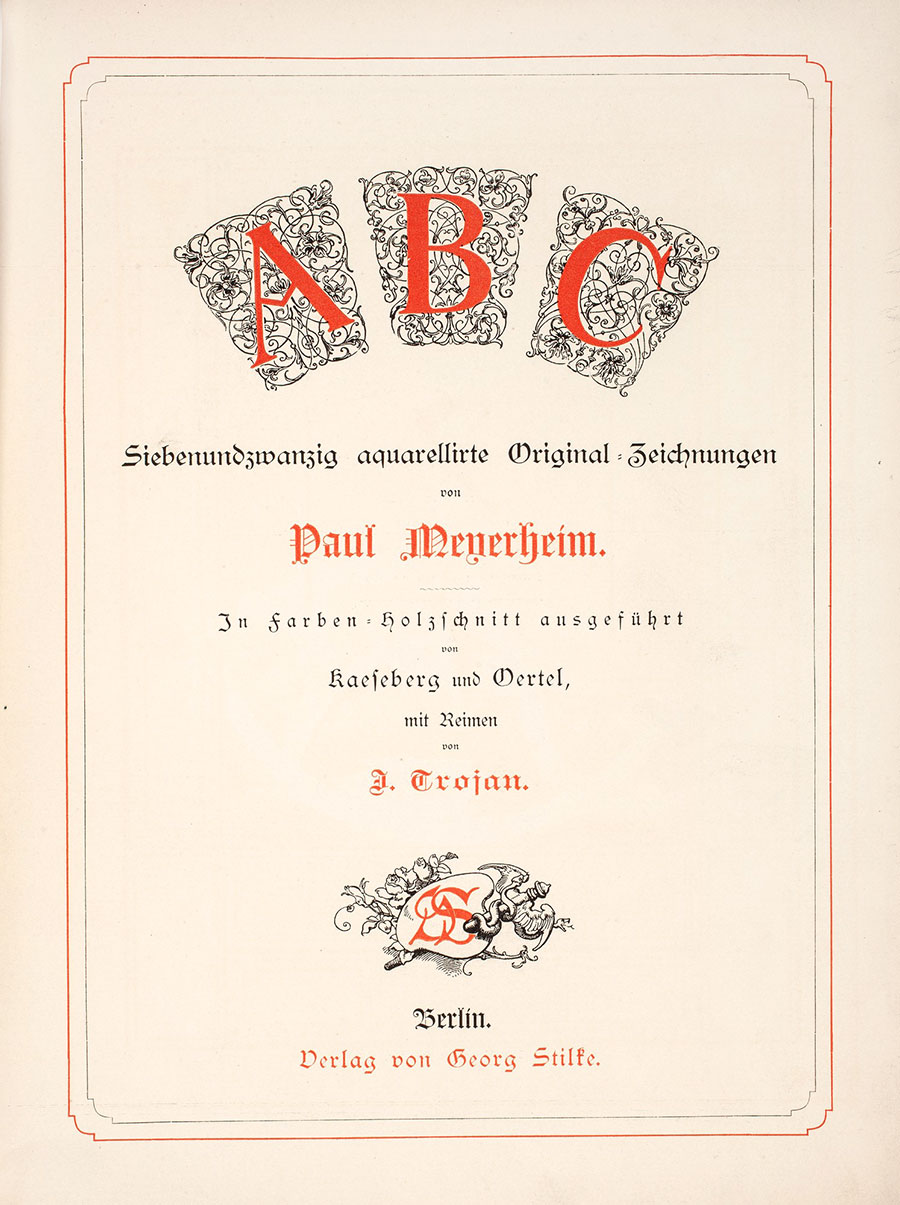 A B C
Siebenundzwanzig aquarellirte Original-Zeichnungen
von
Paul Meyerheim.
In Farben-Holzschnitt ausgeführt
von
Kaeseberg und Oertel,
mit Reimen
von
J. Trojan.
Berlin.
Verlag von Georg Stilke.